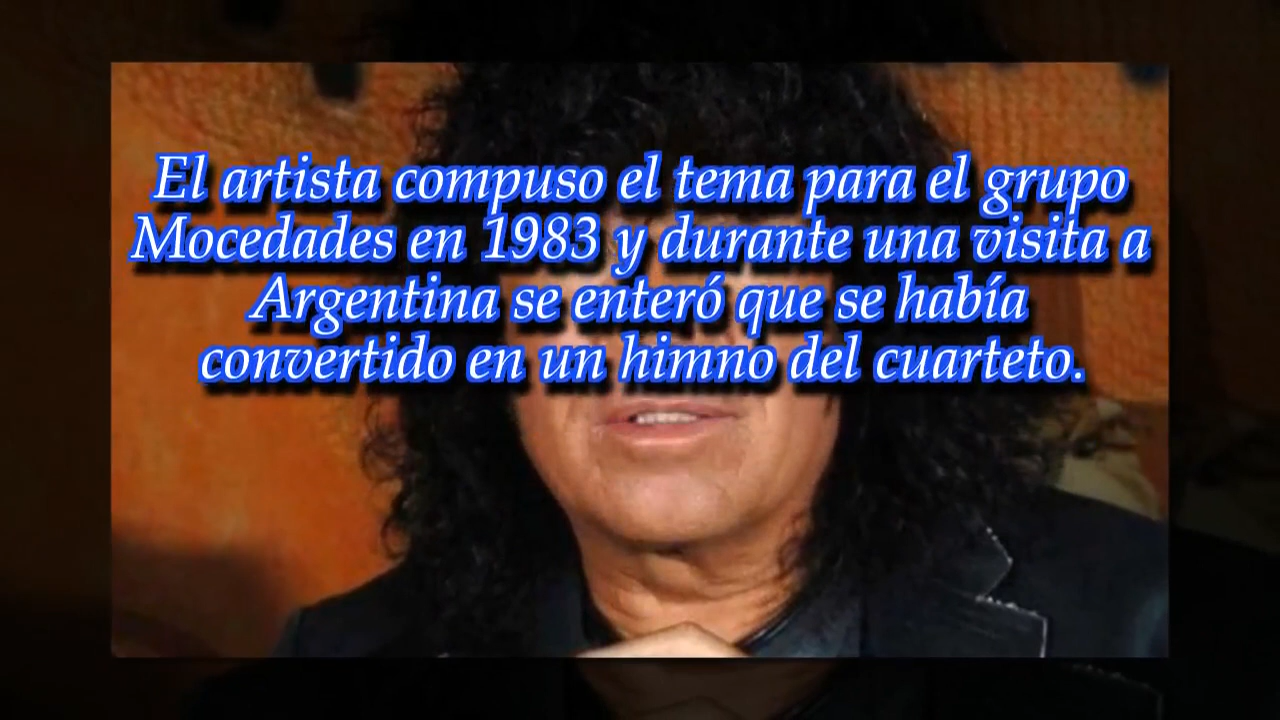 El artista compuso el tema para el grupo
Mocedades en 1983 y durante una visita a
Argentina se enteró que se había
convertido en un himno del cuarteto.